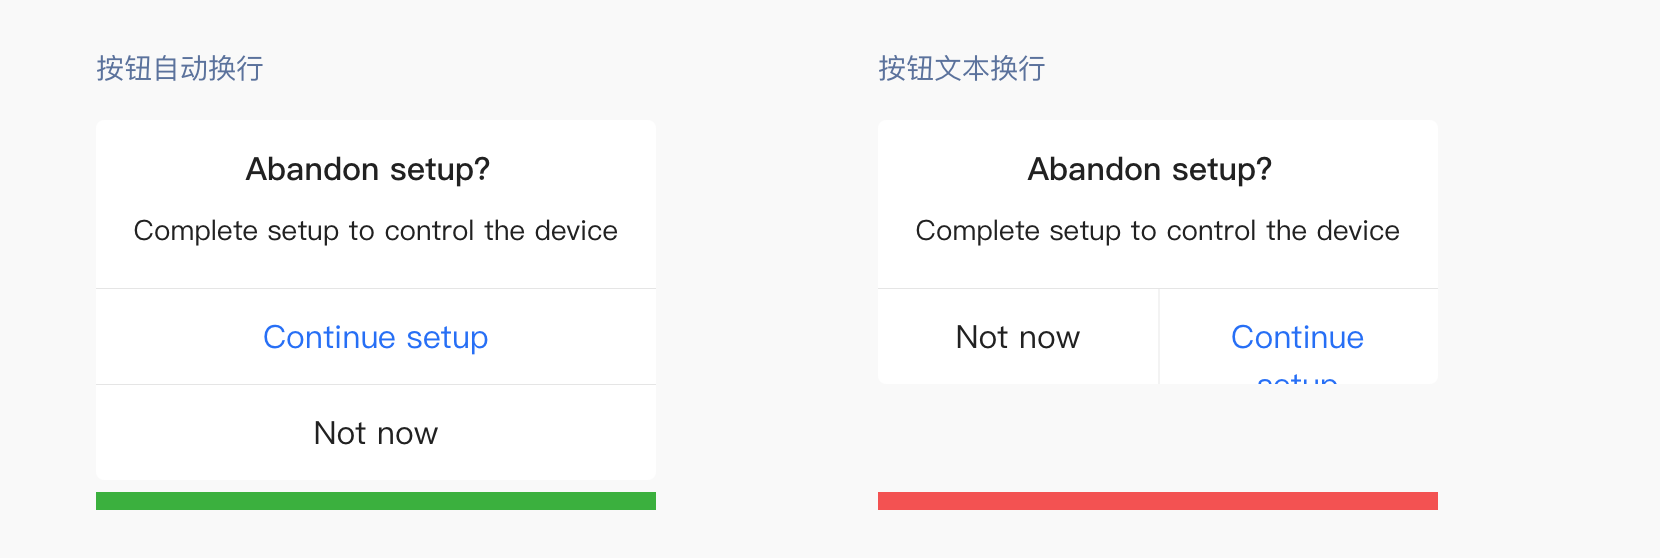 按钮自动换行
Abandon setup?
Complete setup to control the device
Continue setup
Not now
按钮文本换行
Abandon setup?
Complete setup to control the device
Not now
Continue
setup